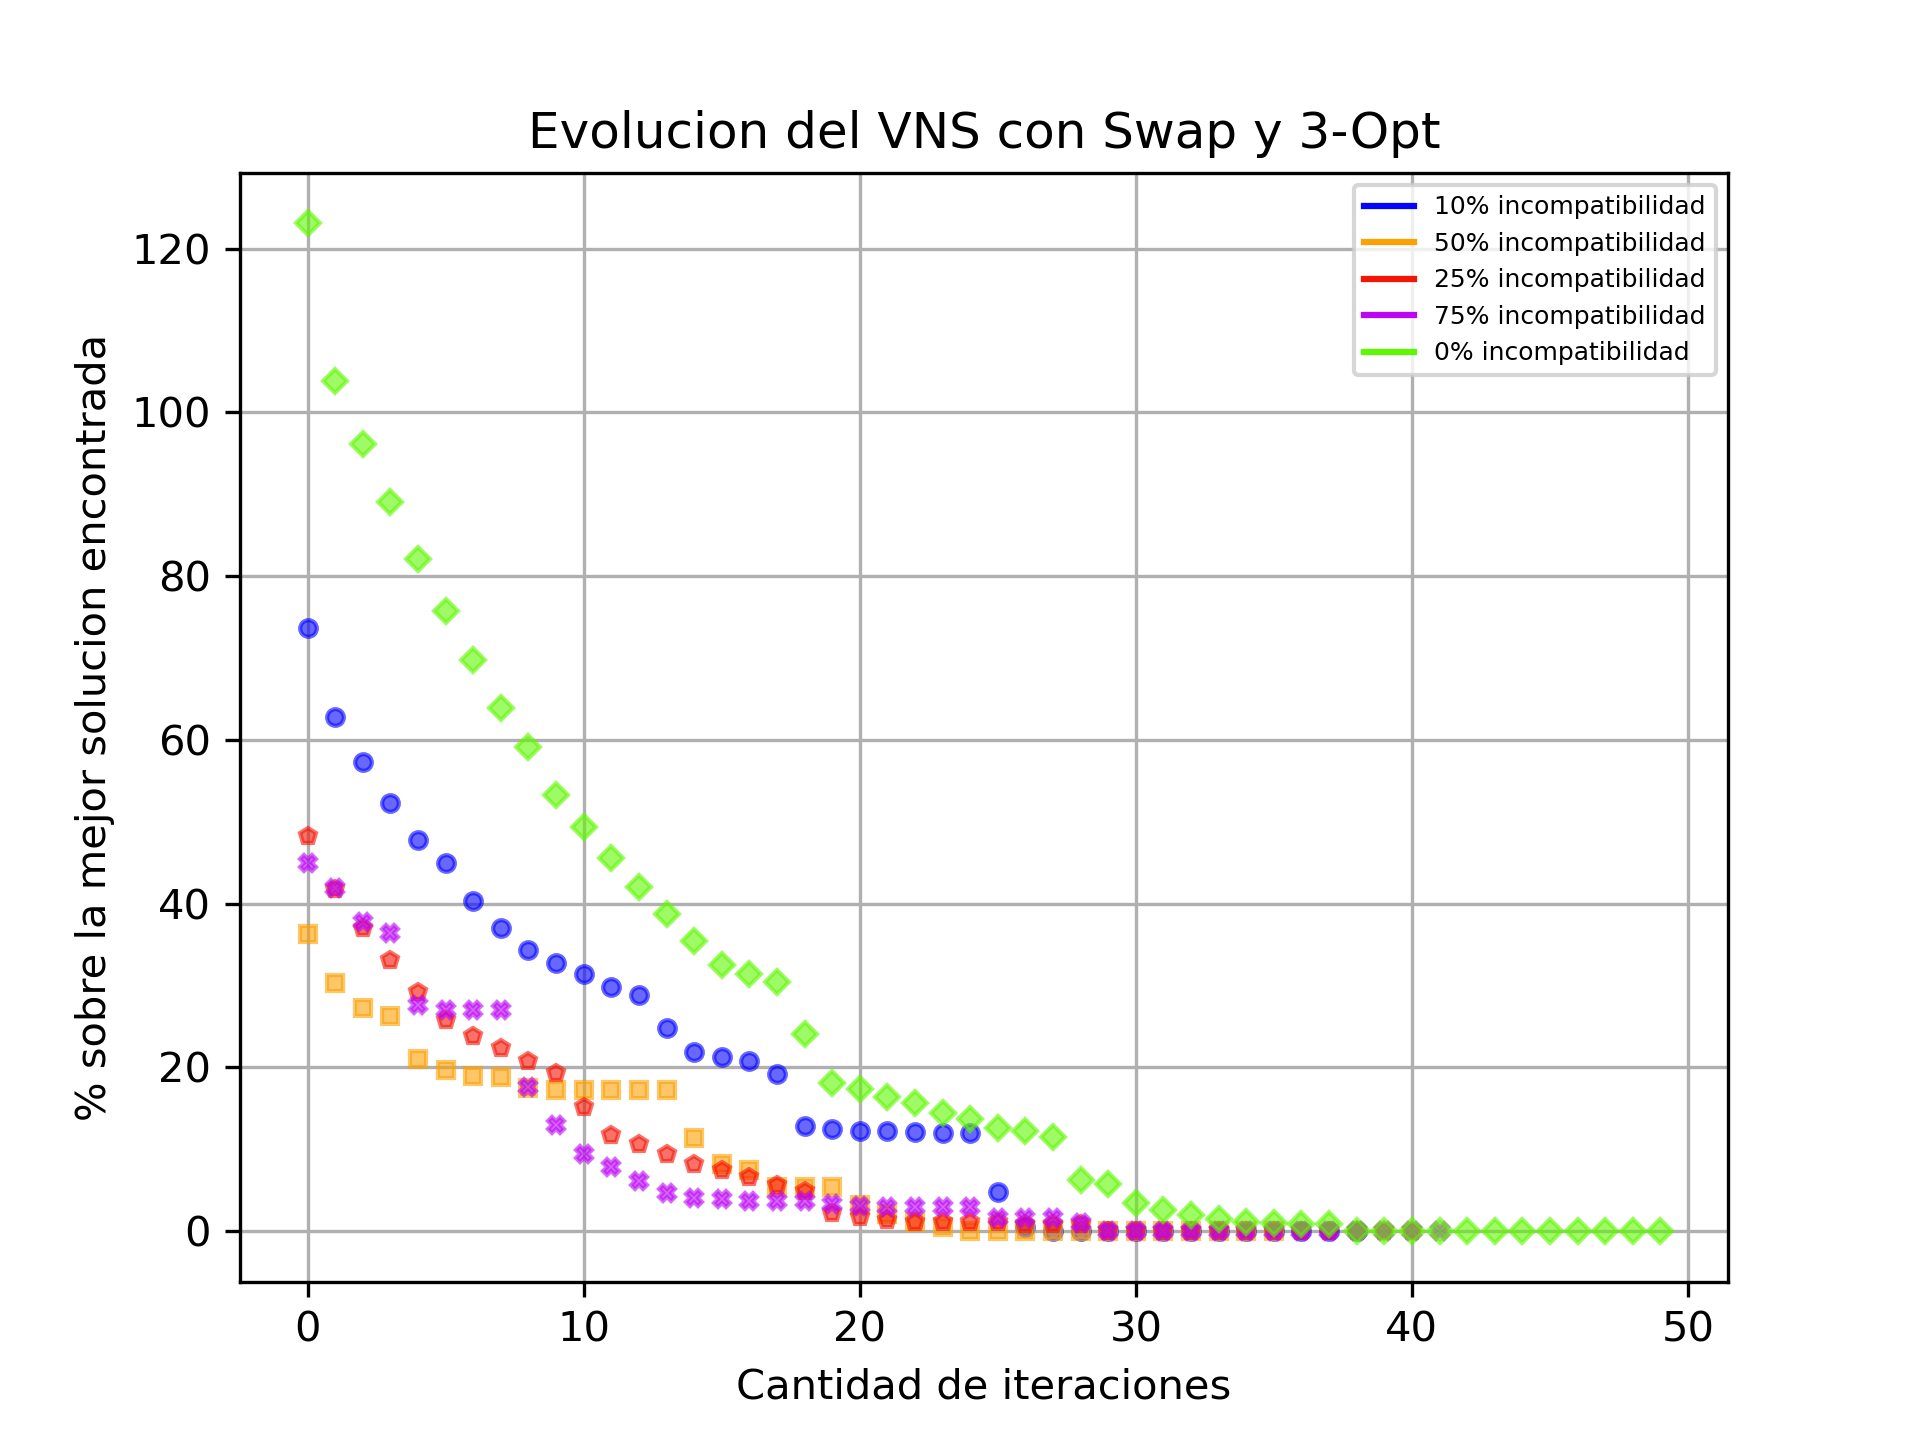 Evolucion del VNS con Swap y 3-Opt
% sobre la mejor solucion encontrada
120
100
80
60
40
20
0
10% incompatibilidad
50% incompatibilidad
25% incompatibilidad
75% incompatibilidad
0% incompatibilidad
0 10 20 30 40 50
Cantidad de iteraciones